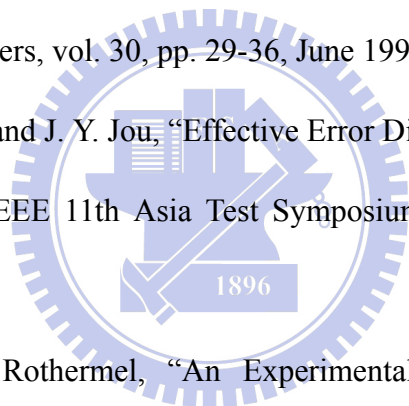 ers, vol. 30, pp. 29-36, June 199
and J. Y. Jou, “Effective Error Di
EEE 11th Asia Test Symposium
1896
Rothermel, “An Experimental